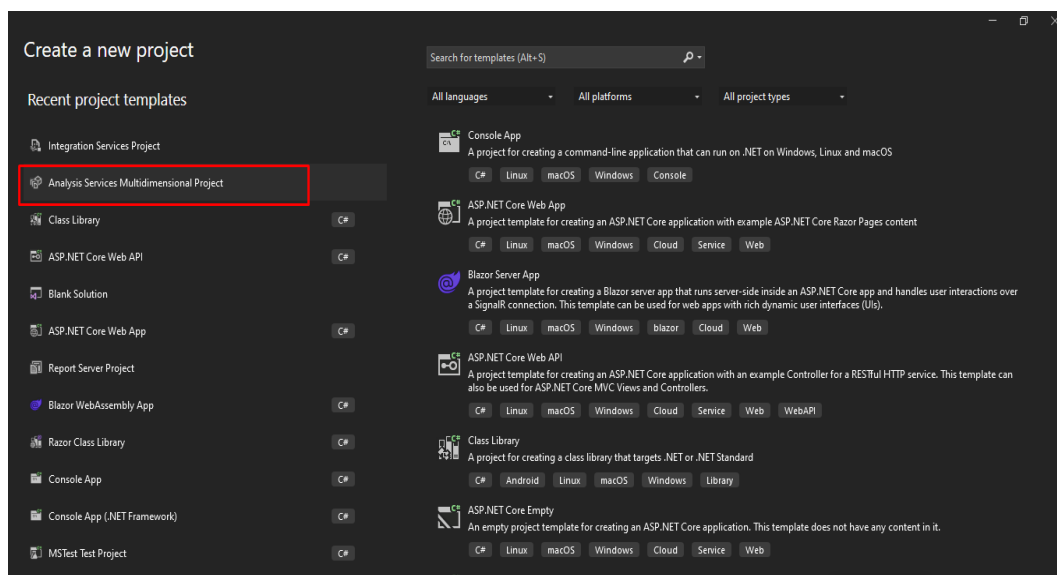 Create a new project
Search for templates (Alt+S)
Recent project templates
All languages
All platforms
All project types
Integration Services Project
Analysis Services Multidimensional Project
Class Library C#
ASP.NET Core Web API C#
Blank Solution
ASP.NET Core Web App C#
Report Server Project
Blazor WebAssembly App C#
Razor Class Library C#
Console App C#
Console App (.NET Framework) C#
MSTest Test Project C#
Console App
A project for creating a command-line application that can run on .NET on Windows, Linux and macOS
C# Linux macOS Windows Console
ASP.NET Core Web App
A project template for creating an ASP.NET Core application with example ASP.NET Core Razor Pages content
C# Linux macOS Windows Cloud Service Web
Blazor Server App
A project template for creating a Blazor server app that runs server-side inside an ASP.NET Core app and handles user interactions over
a SignalR connection. This template can be used for web apps with rich dynamic user interfaces (UIs).
C# Linux macOS Windows blazor Cloud Web
ASP.NET Core Web API
A project template for creating an ASP.NET Core application with an example Controller for a RESTful HTTP service. This template can
also be used for ASP.NET Core MVC Views and Controllers.
C# Linux macOS Windows Cloud Service Web WebAPI
Class Library
A project for creating a class library that targets .NET or .NET Standard
C# Android Linux macOS Windows Library
ASP.NET Core Empty
An empty project template for creating an ASP.NET Core application. This template does not have any content in it.
C# Linux macOS Windows Cloud Service Web